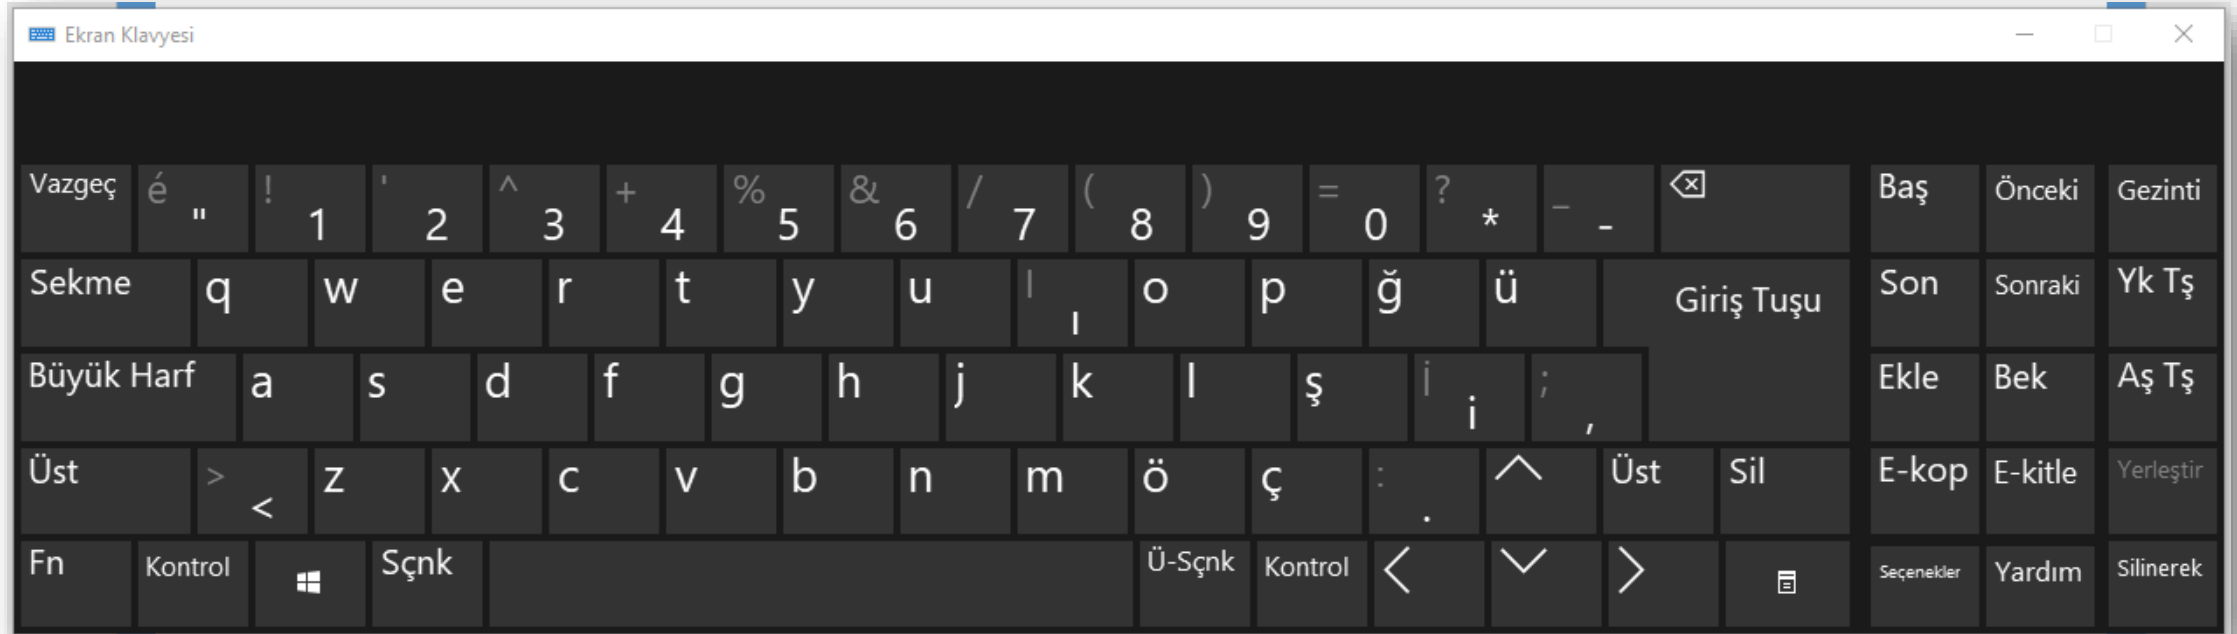 Ekran Klavyesi
Vazgeç é " ! 1 ' 2 ^ 3 + 4 % 5 & 6 / 7 ( 8 ) 9 = 0 ? * _ - Baş Önceki Gezinti
Sekme q w e r t y u I ı o p ğ ü Giriş Tuşu Son Sonraki Yk Tş
Büyük Harf a s d f g h j k l ş İ i ; , Ekle Bek Aş Tş
Üst > < z x c v b n m ö ç : . Üst Sil E-kop E-kitle Yerleştir
Fn Kontrol Sçnk Ü-Sçnk Kontrol Seçenekler Yardım Silinerek